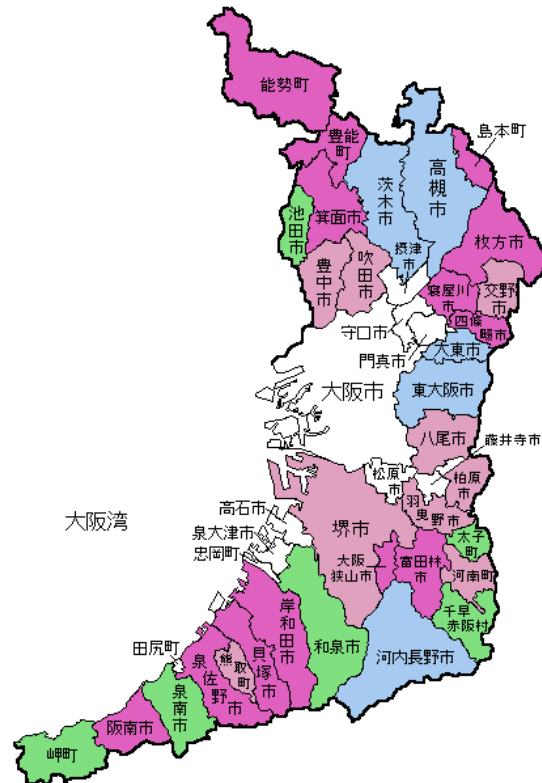 能勢町
豊能町
島本町
高槻市
茨木市
池田市
箕面市
枚方市
摂津市
吹田市
豊中市
寝屋川市
交野市
守口市
四條畷市
門真市
大東市
大阪市
東大阪市
八尾市
藤井寺市
松原市
柏原市
羽曳野市
高石市
大阪湾
堺市
泉大津市
太子町
忠岡町
大阪狭山市
富田林市
河南町
千早赤阪村
岸和田市
和泉市
河内長野市
田尻町
熊取町
貝塚市
泉佐野市
泉南市
阪南市
岬町